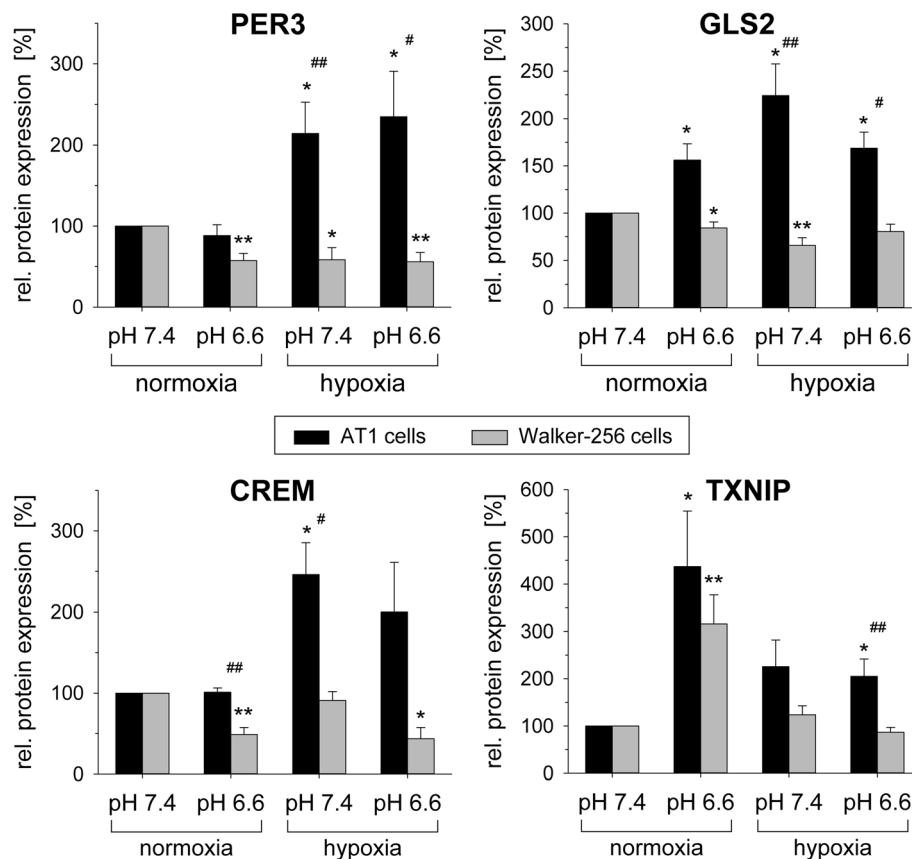 PER3
rel. protein expression [%]
350
300
200
100
0
##
#
*
*
**
*
**
pH 7.4 pH 6.6 pH 7.4 pH 6.6
normoxia hypoxia
GLS2
rel. protein expression [%]
300
250
200
150
100
50
0
*
*
* ##
**
* #
pH 7.4 pH 6.6 pH 7.4 pH 6.6
normoxia hypoxia
AT1 cells Walker-256 cells
CREM
rel. protein expression [%]
300
200
100
0
##
**
* #
*
pH 7.4 pH 6.6 pH 7.4 pH 6.6
normoxia hypoxia
TXNIP
rel. protein expression [%]
600
500
400
300
200
100
0
*
**
##
*
pH 7.4 pH 6.6 pH 7.4 pH 6.6
normoxia hypoxia